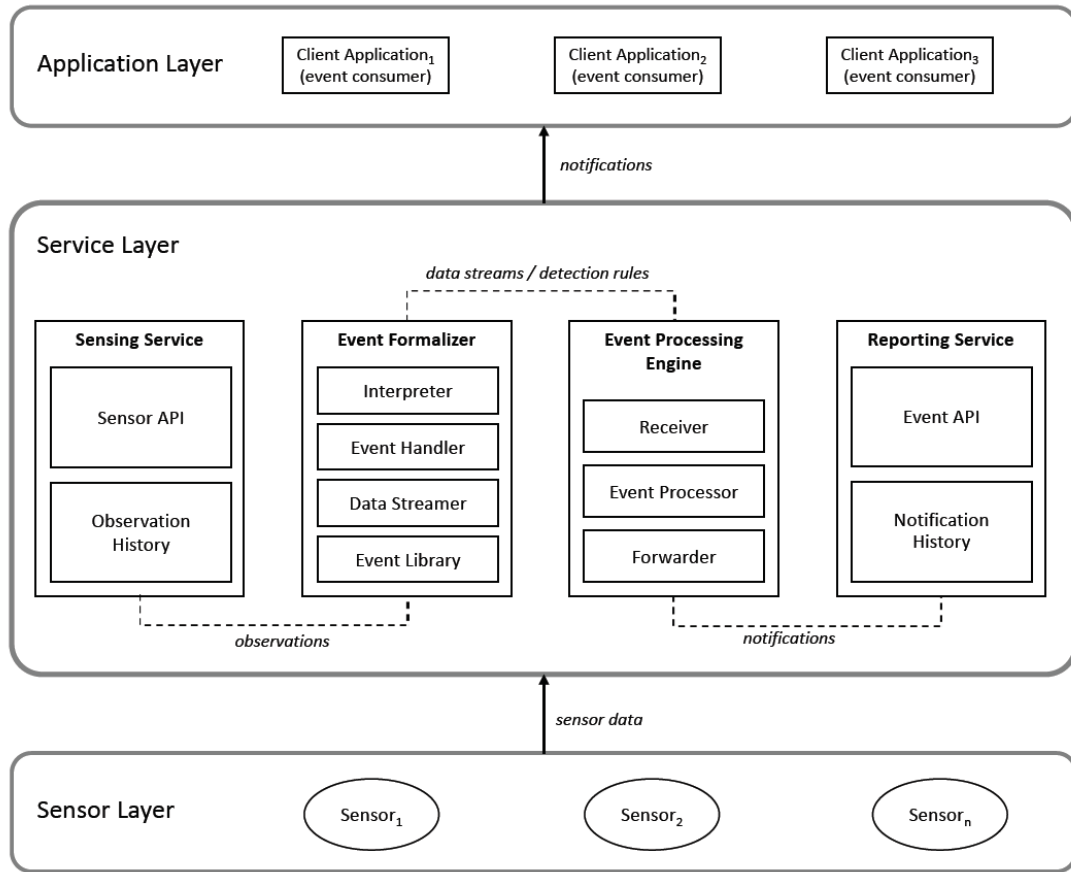 Application Layer
Client Application1
(event consumer)
Client Application2
(event consumer)
Client Application3
(event consumer)
notifications
Service Layer
data streams / detection rules
Sensing Service
Sensor API
Observation
History
Event Formalizer
Interpreter
Event Handler
Data Streamer
Event Library
Event Processing
Engine
Receiver
Event Processor
Forwarder
Reporting Service
Event API
Notification
History
observations
notifications
sensor data
Sensor Layer
Sensor1
Sensor2
Sensorn